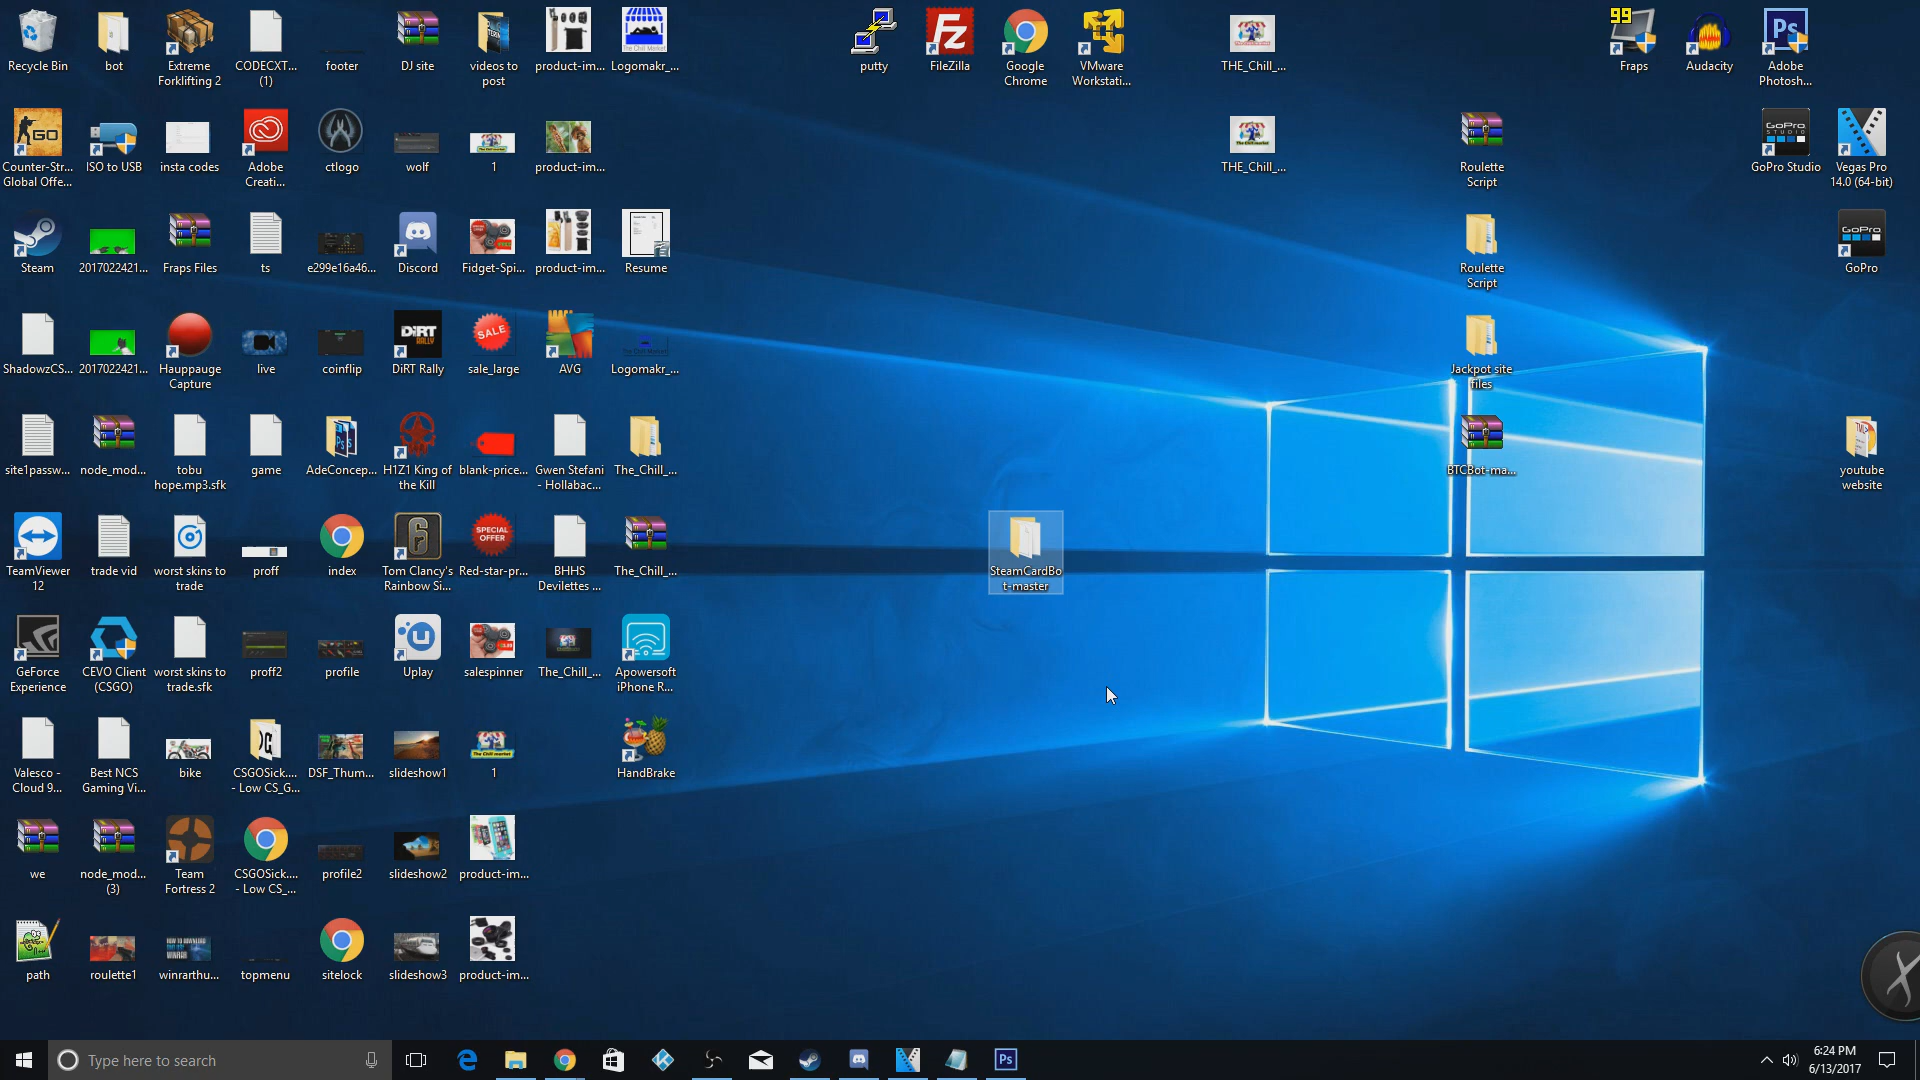 Recycle Bin
bot
Extreme
Forklifting 2
CODECXT...
(1)
footer
DJ site
videos to
post
product-im...
Logomakr_...
putty
FileZilla
Google
Chrome
VMware
Workstati...
THE_Chill_...
99
Fraps
Audacity
Adobe
Photosh...
Counter-Str...
Global Offe...
ISO to USB
insta codes
Adobe
Creati...
ctlogo
wolf
1
product-im...
THE_Chill_...
Roulette
Script
GoPro Studio
Vegas Pro
14.0 (64-bit)
Steam
2017022421...
Fraps Files
ts
e299e16a46...
Discord
Fidget-Spi...
product-im...
Resume
Roulette
Script
GoPro
ShadowzCS...
2017022421...
Hauppauge
Capture
live
coinflip
DiRT Rally
sale_large
AVG
Logomakr_...
Jackpot site
files
site1passw...
node_mod...
tobu
hope.mp3.sfk
game
AdeConcep...
H1Z1 King of
the Kill
blank-price...
Gwen Stefani
- Hollabac...
The_Chill_...
BTCBot-ma...
youtube
website
TeamViewer
12
trade vid
worst skins to
trade
proff
index
Tom Clancy's
Rainbow Si...
Red-star-pr...
BHHS
Devilettes ...
The_Chill_...
SteamCardBo
t-master
GeForce
Experience
CEVO Client
(CSGO)
worst skins to
trade.sfk
proff2
profile
Uplay
salespinner
The_Chill_...
Apowersoft
iPhone R...
Valesco -
Cloud 9...
Best NCS
Gaming Vi...
bike
CSGOSick....
- Low CS_G...
DSF_Thum...
slideshow1
1
HandBrake
we
node_mod...
(3)
Team
Fortress 2
CSGOSick....
- Low CS_...
profile2
slideshow2
product-im...
path
roulette1
winrarthu...
topmenu
sitelock
slideshow3
product-im...
Type here to search
6:24 PM
6/13/2017